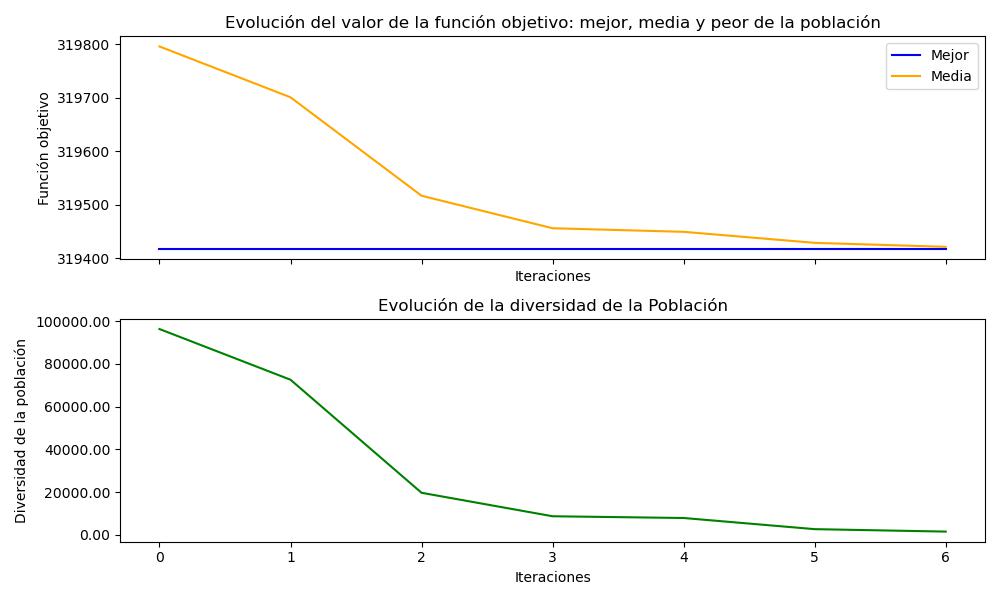 Evolución del valor de la función objetivo: mejor, media y peor de la población
Función objetivo
319800
319700
319600
319500
319400
Mejor
Media
Iteraciones
Evolución de la diversidad de la Población
Diversidad de la población
100000.00
80000.00
60000.00
40000.00
20000.00
0.00
0 1 2 3 4 5 6
Iteraciones